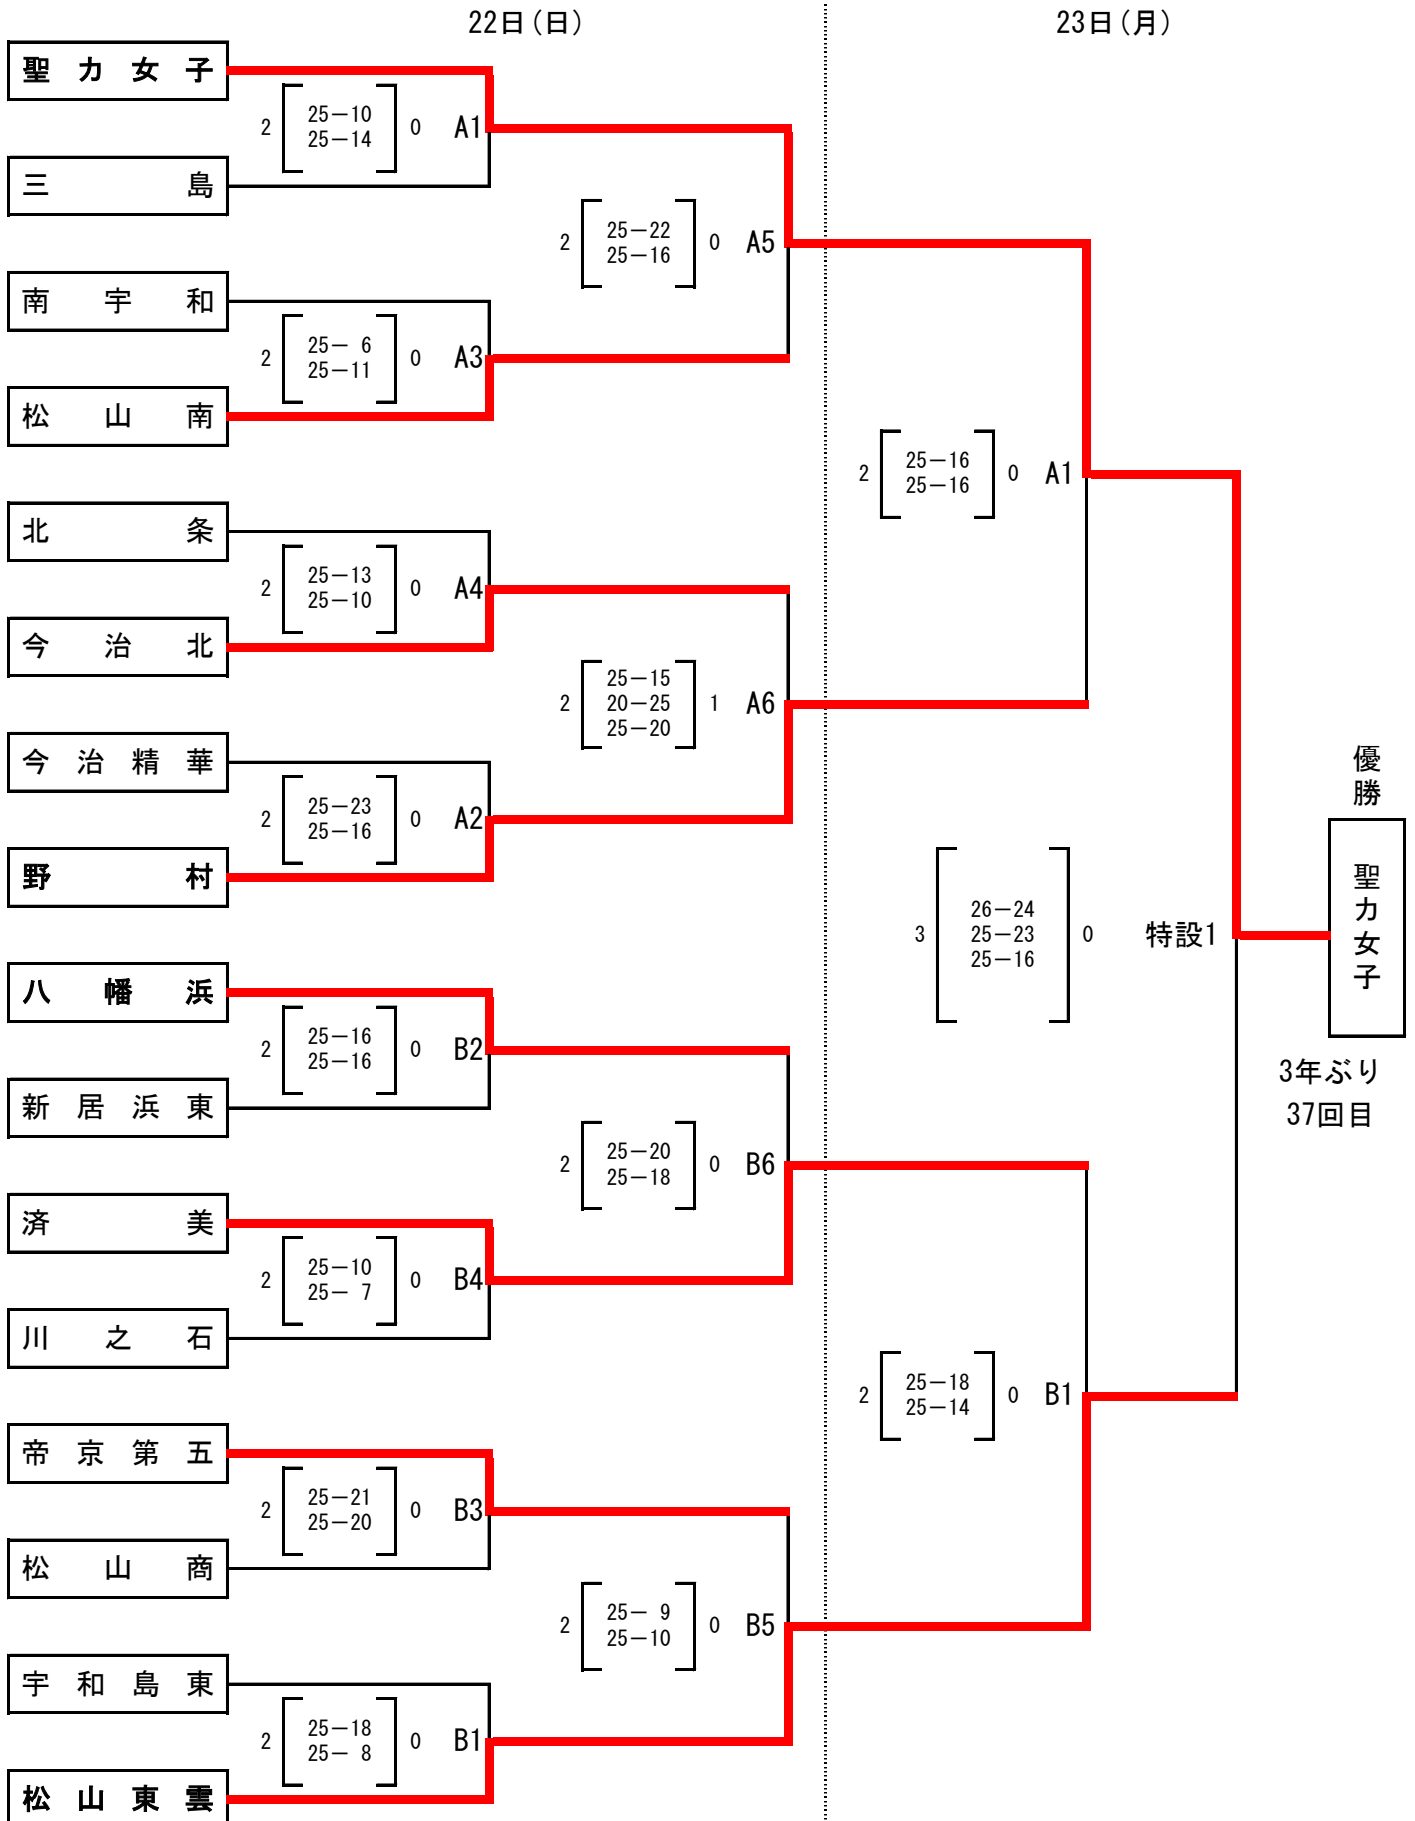 22日(日)
23日(月)
聖カ女子
2 25－10 0 A1
25－14
三島
2 25－22 0 A5
25－16
南宇和
2 25－ 6 0 A3
25－11
松山南
2 25－16 0 A1
25－16
北条
2 25－13 0 A4
25－10
今治北
2 25－15 1 A6
20－25
25－20
今治精華
2 25－23 0 A2
25－16
野村
優勝
聖カ女子
3 26－24 0 特設1
25－23
25－16
八幡浜
2 25－16 0 B2
25－16
3年ぶり
37回目
新居浜東
2 25－20 0 B6
25－18
済美
2 25－10 0 B4
25－ 7
川之石
2 25－18 0 B1
25－14
帝京第五
2 25－21 0 B3
25－20
松山商
2 25－ 9 0 B5
25－10
宇和島東
2 25－18 0 B1
25－ 8
松山東雲